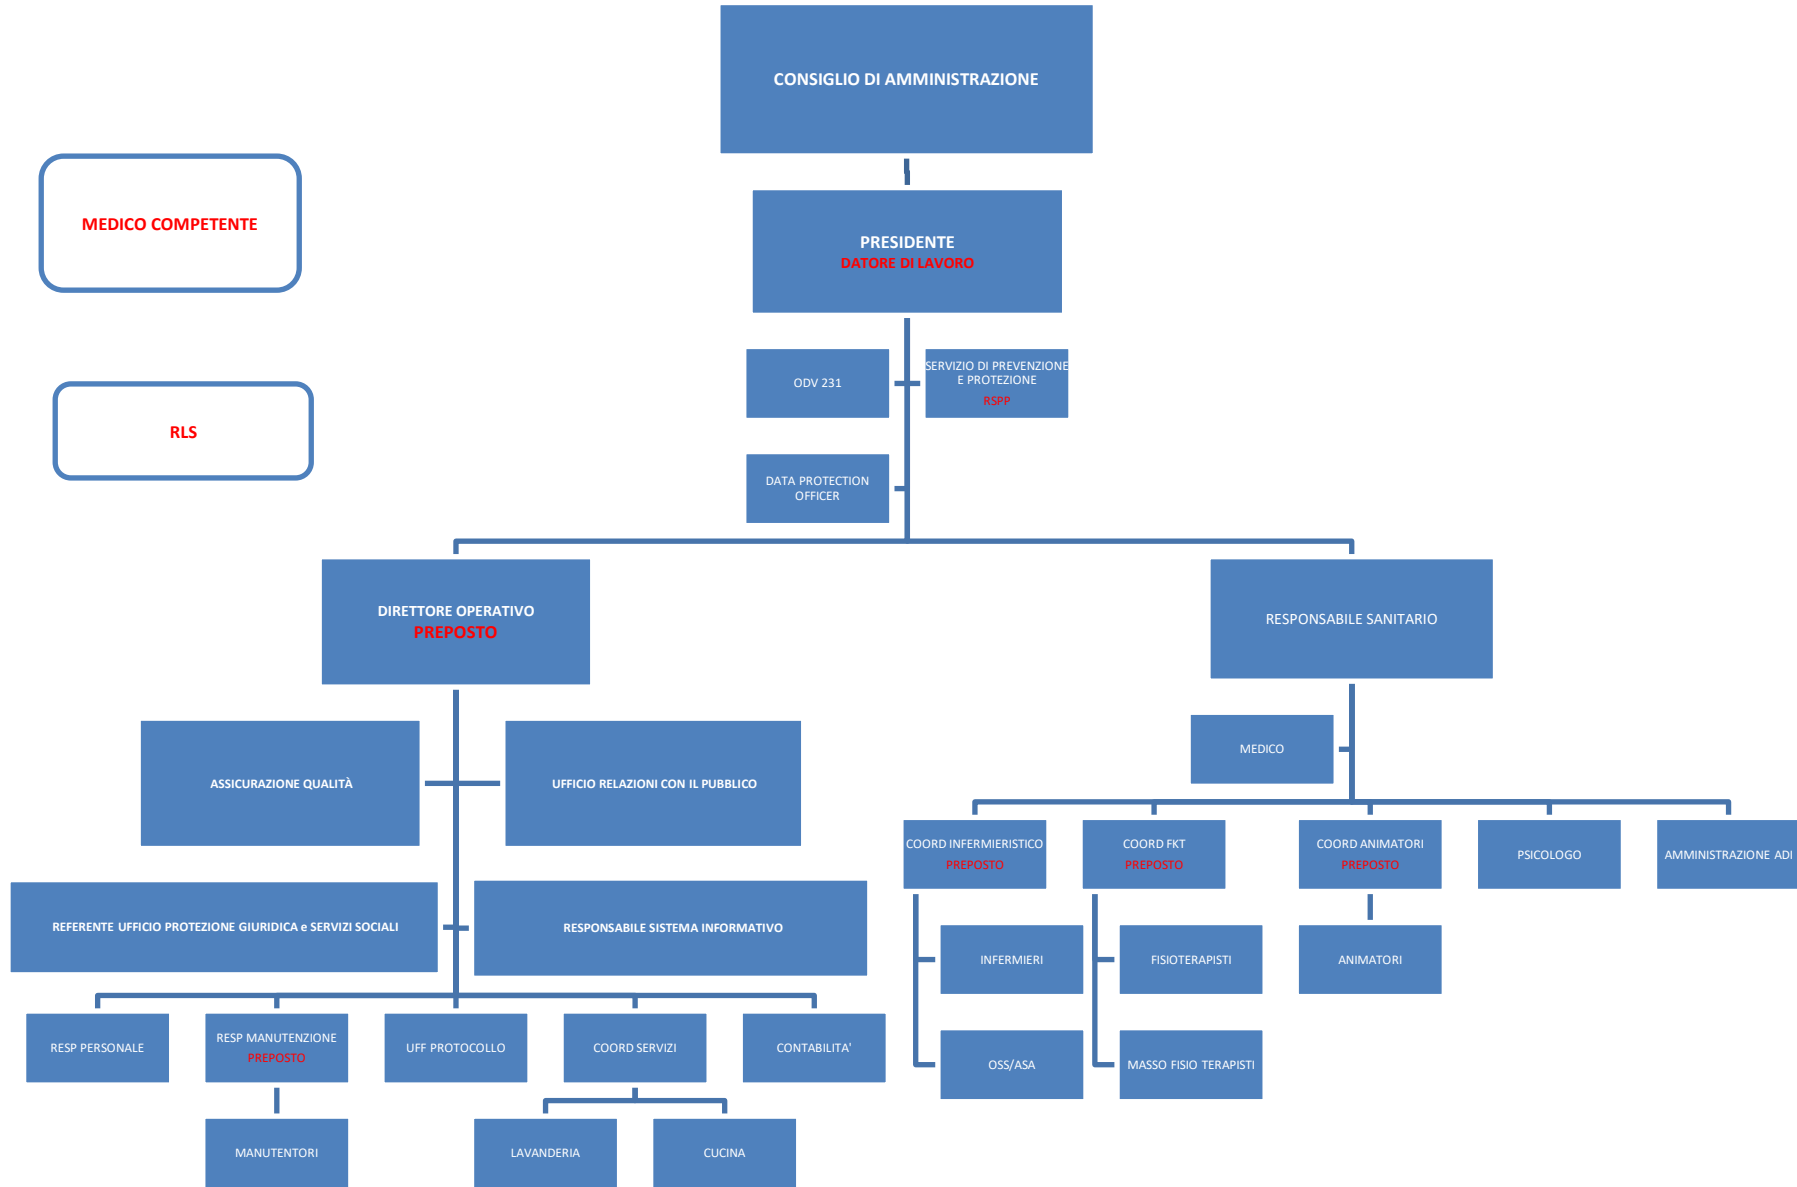 CONSIGLIO DI AMMINISTRAZIONE
MEDICO COMPETENTE
PRESIDENTE
DATORE DI LAVORO
ODV 231
SERVIZIO DI PREVENZIONE
E PROTEZIONE
RSPP
RLS
DATA PROTECTION
OFFICER
DIRETTORE OPERATIVO
PREPOSTO
RESPONSABILE SANITARIO
ASSICURAZIONE QUALITÀ
UFFICIO RELAZIONI CON IL PUBBLICO
MEDICO
COORD INFERMIERISTICO
PREPOSTO
COORD FKT
PREPOSTO
COORD ANIMATORI
PREPOSTO
PSICOLOGO
AMMINISTRAZIONE ADI
REFERENTE UFFICIO PROTEZIONE GIURIDICA e SERVIZI SOCIALI
RESPONSABILE SISTEMA INFORMATIVO
INFERMIERI
FISIOTERAPISTI
ANIMATORI
RESP PERSONALE
RESP MANUTENZIONE
PREPOSTO
UFF PROTOCOLLO
COORD SERVIZI
CONTABILITA'
OSS/ASA
MASSO FISIO TERAPISTI
MANUTENTORI
LAVANDERIA
CUCINA